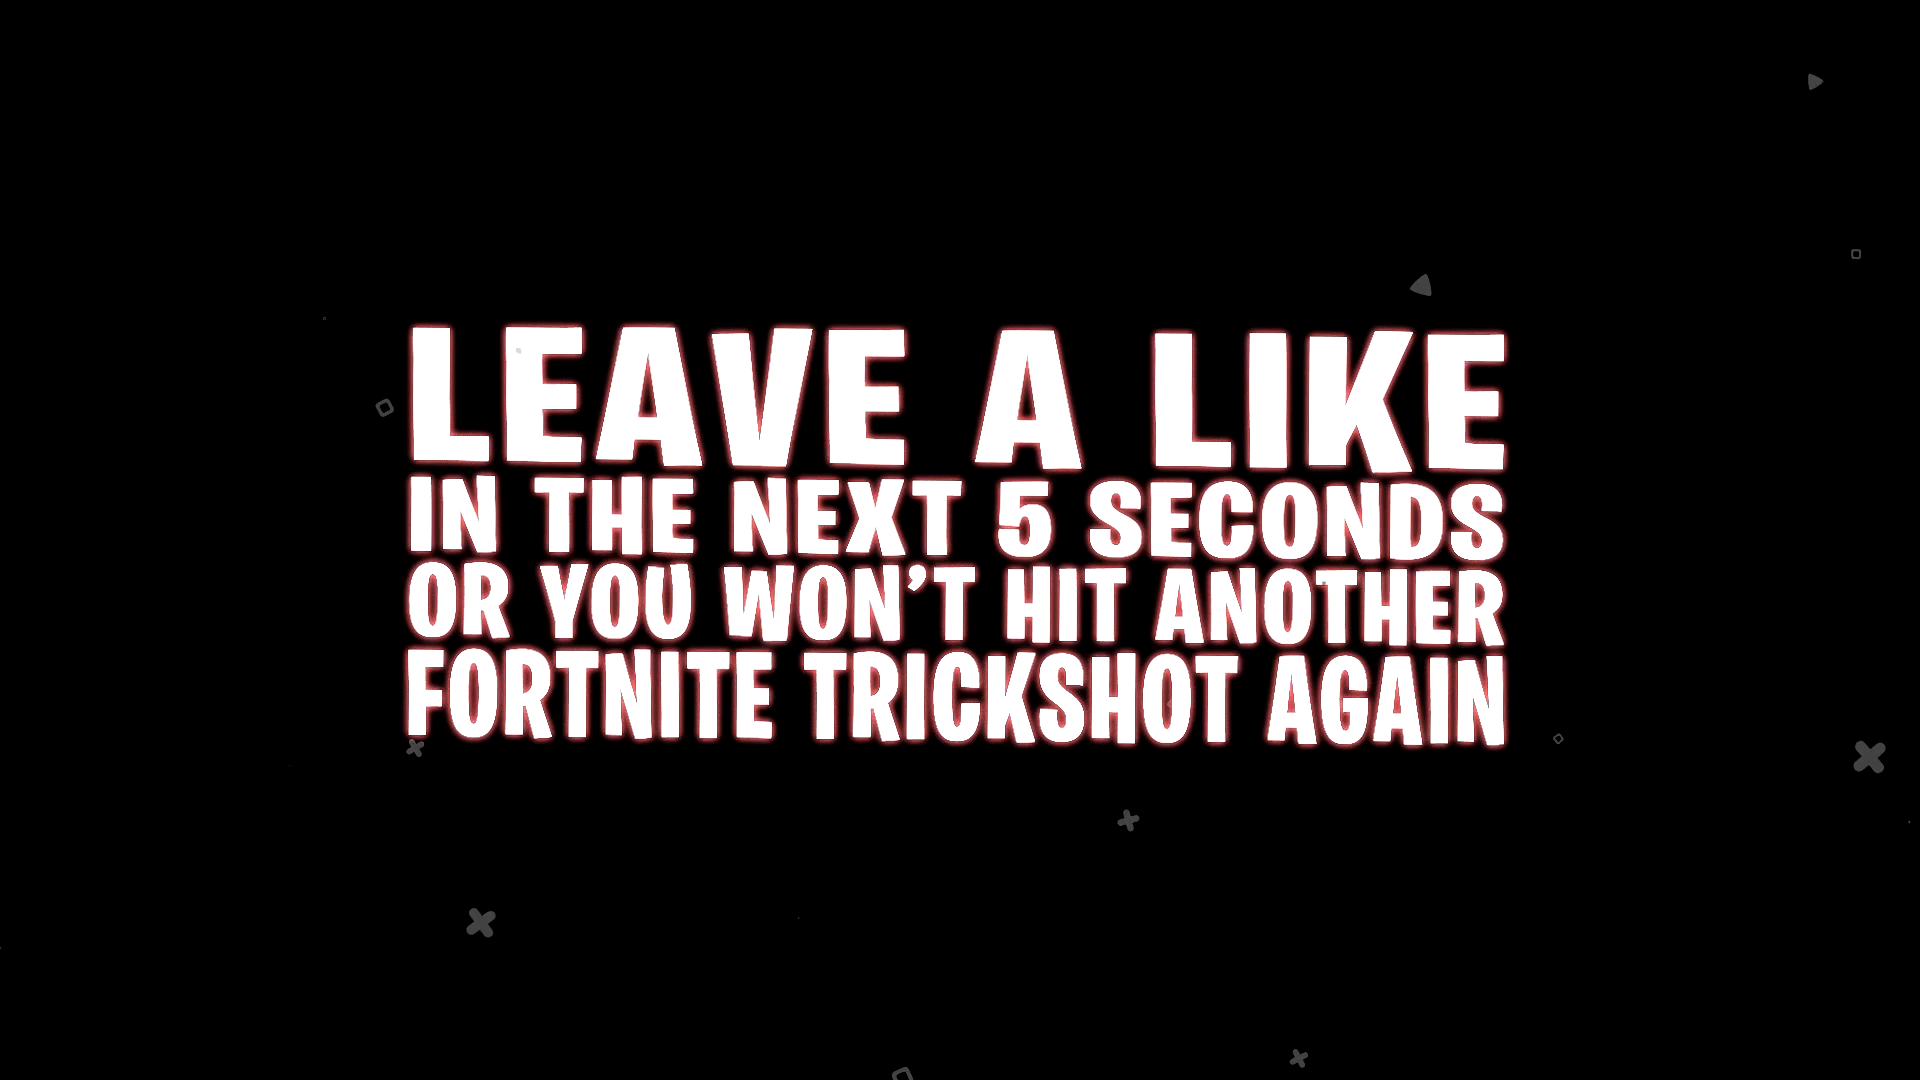 LEAVE A LIKE
IN THE NEXT 5 SECONDS
OR YOU WON'T HIT ANOTHER
FORTNITE TRICKSHOT AGAIN